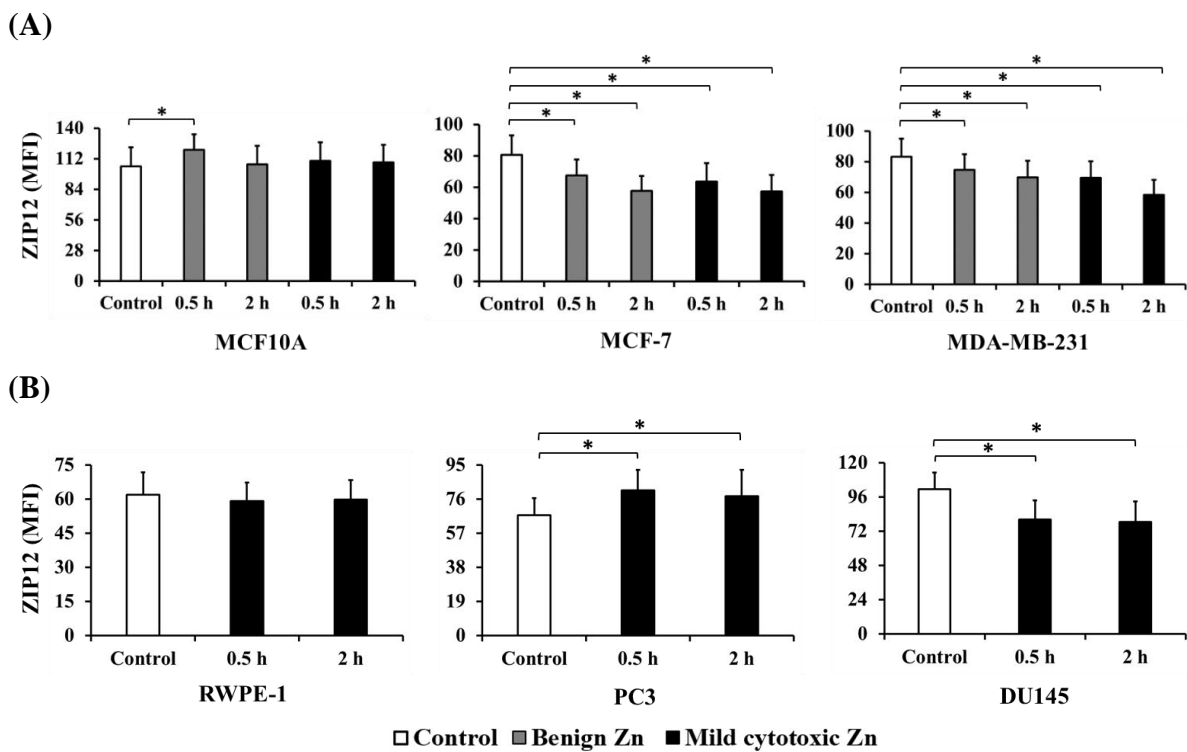 (A)
* * * * * * * * *
ZIP12 (MFI)
140
112
84
56
28
0
Control 0.5 h 2 h 0.5 h 2 h
MCF10A
100
80
60
40
20
0
Control 0.5 h 2 h 0.5 h 2 h
MCF-7
100
80
60
40
20
0
Control 0.5 h 2 h 0.5 h 2 h
MDA-MB-231
(B)
* * * *
ZIP12 (MFI)
75
60
45
30
15
0
Control 0.5 h 2 h
RWPE-1
95
76
57
38
19
0
Control 0.5 h 2 h
PC3
120
96
72
48
24
0
Control 0.5 h 2 h
DU145
Control Benign Zn Mild cytotoxic Zn